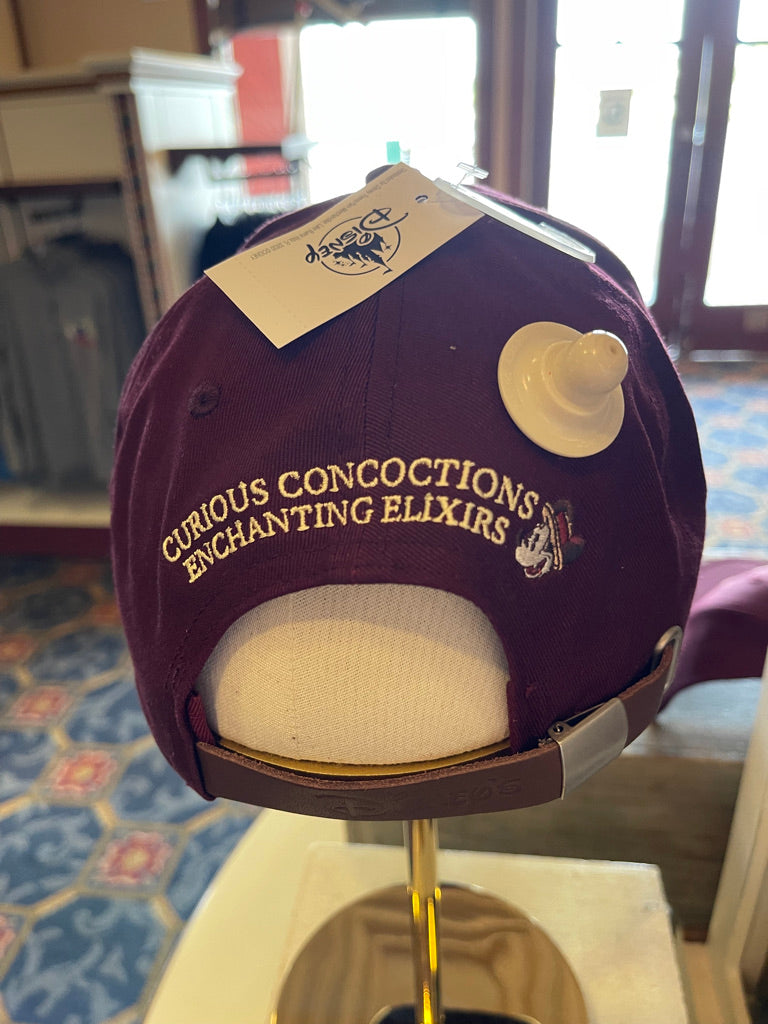 DISNEY
CURIOUS CONCOCTIONS
ENCHANTING ELIXIRS